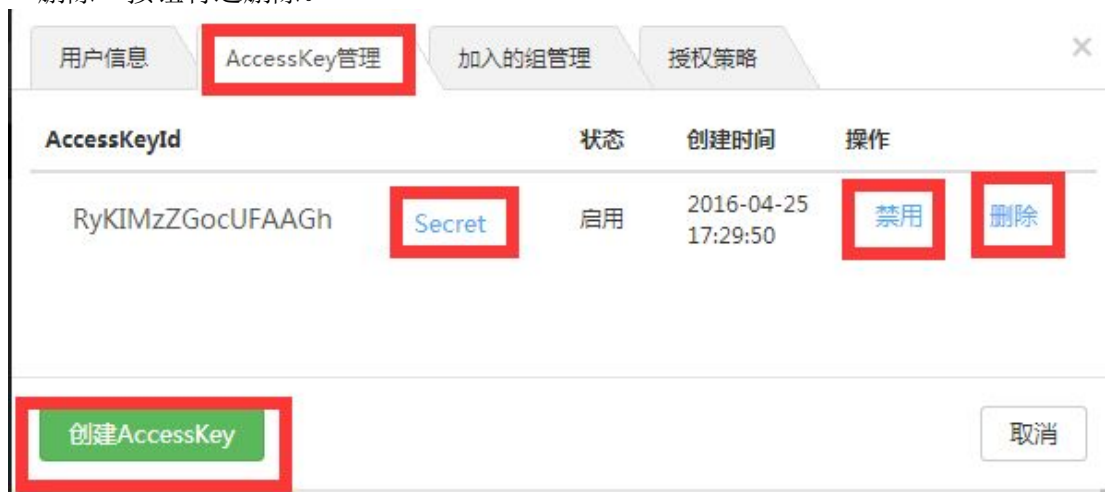 用户信息 AccessKey管理 加入的组管理 授权策略 ×
AccessKeyId 状态 创建时间 操作
RyKIMzZGocUFAAGh Secret 启用 2016-04-25 17:29:50 禁用 删除
创建AccessKey 取消